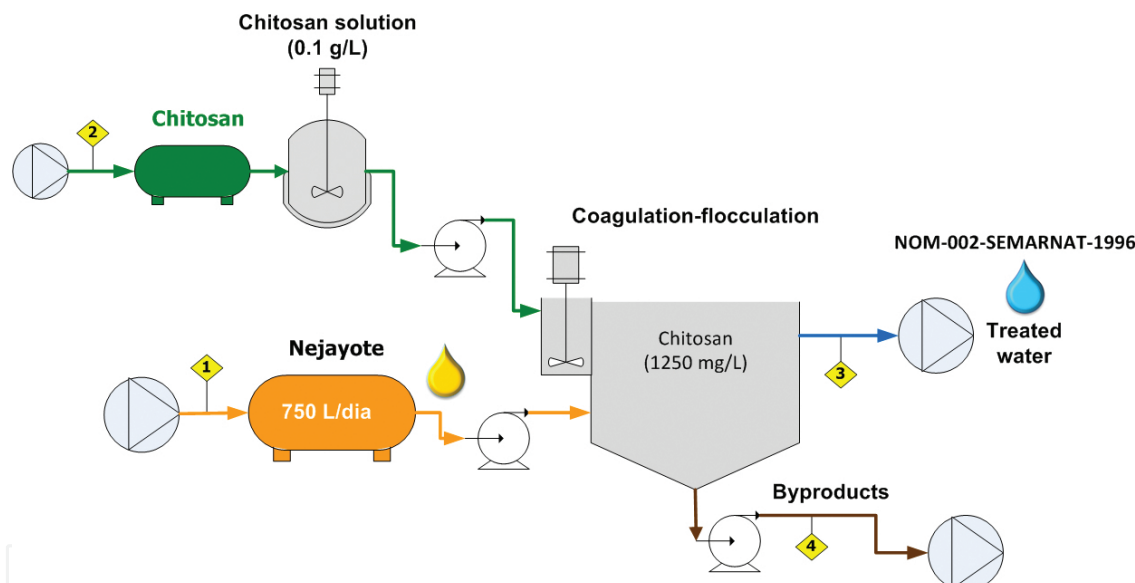 Chitosan solution
(0.1 g/L)
2
Chitosan
Coagulation-flocculation
NOM-002-SEMARNAT-1996
Treated
water
Chitosan
(1250 mg/L)
3
1
Nejayote
750 L/dia
Byproducts
4